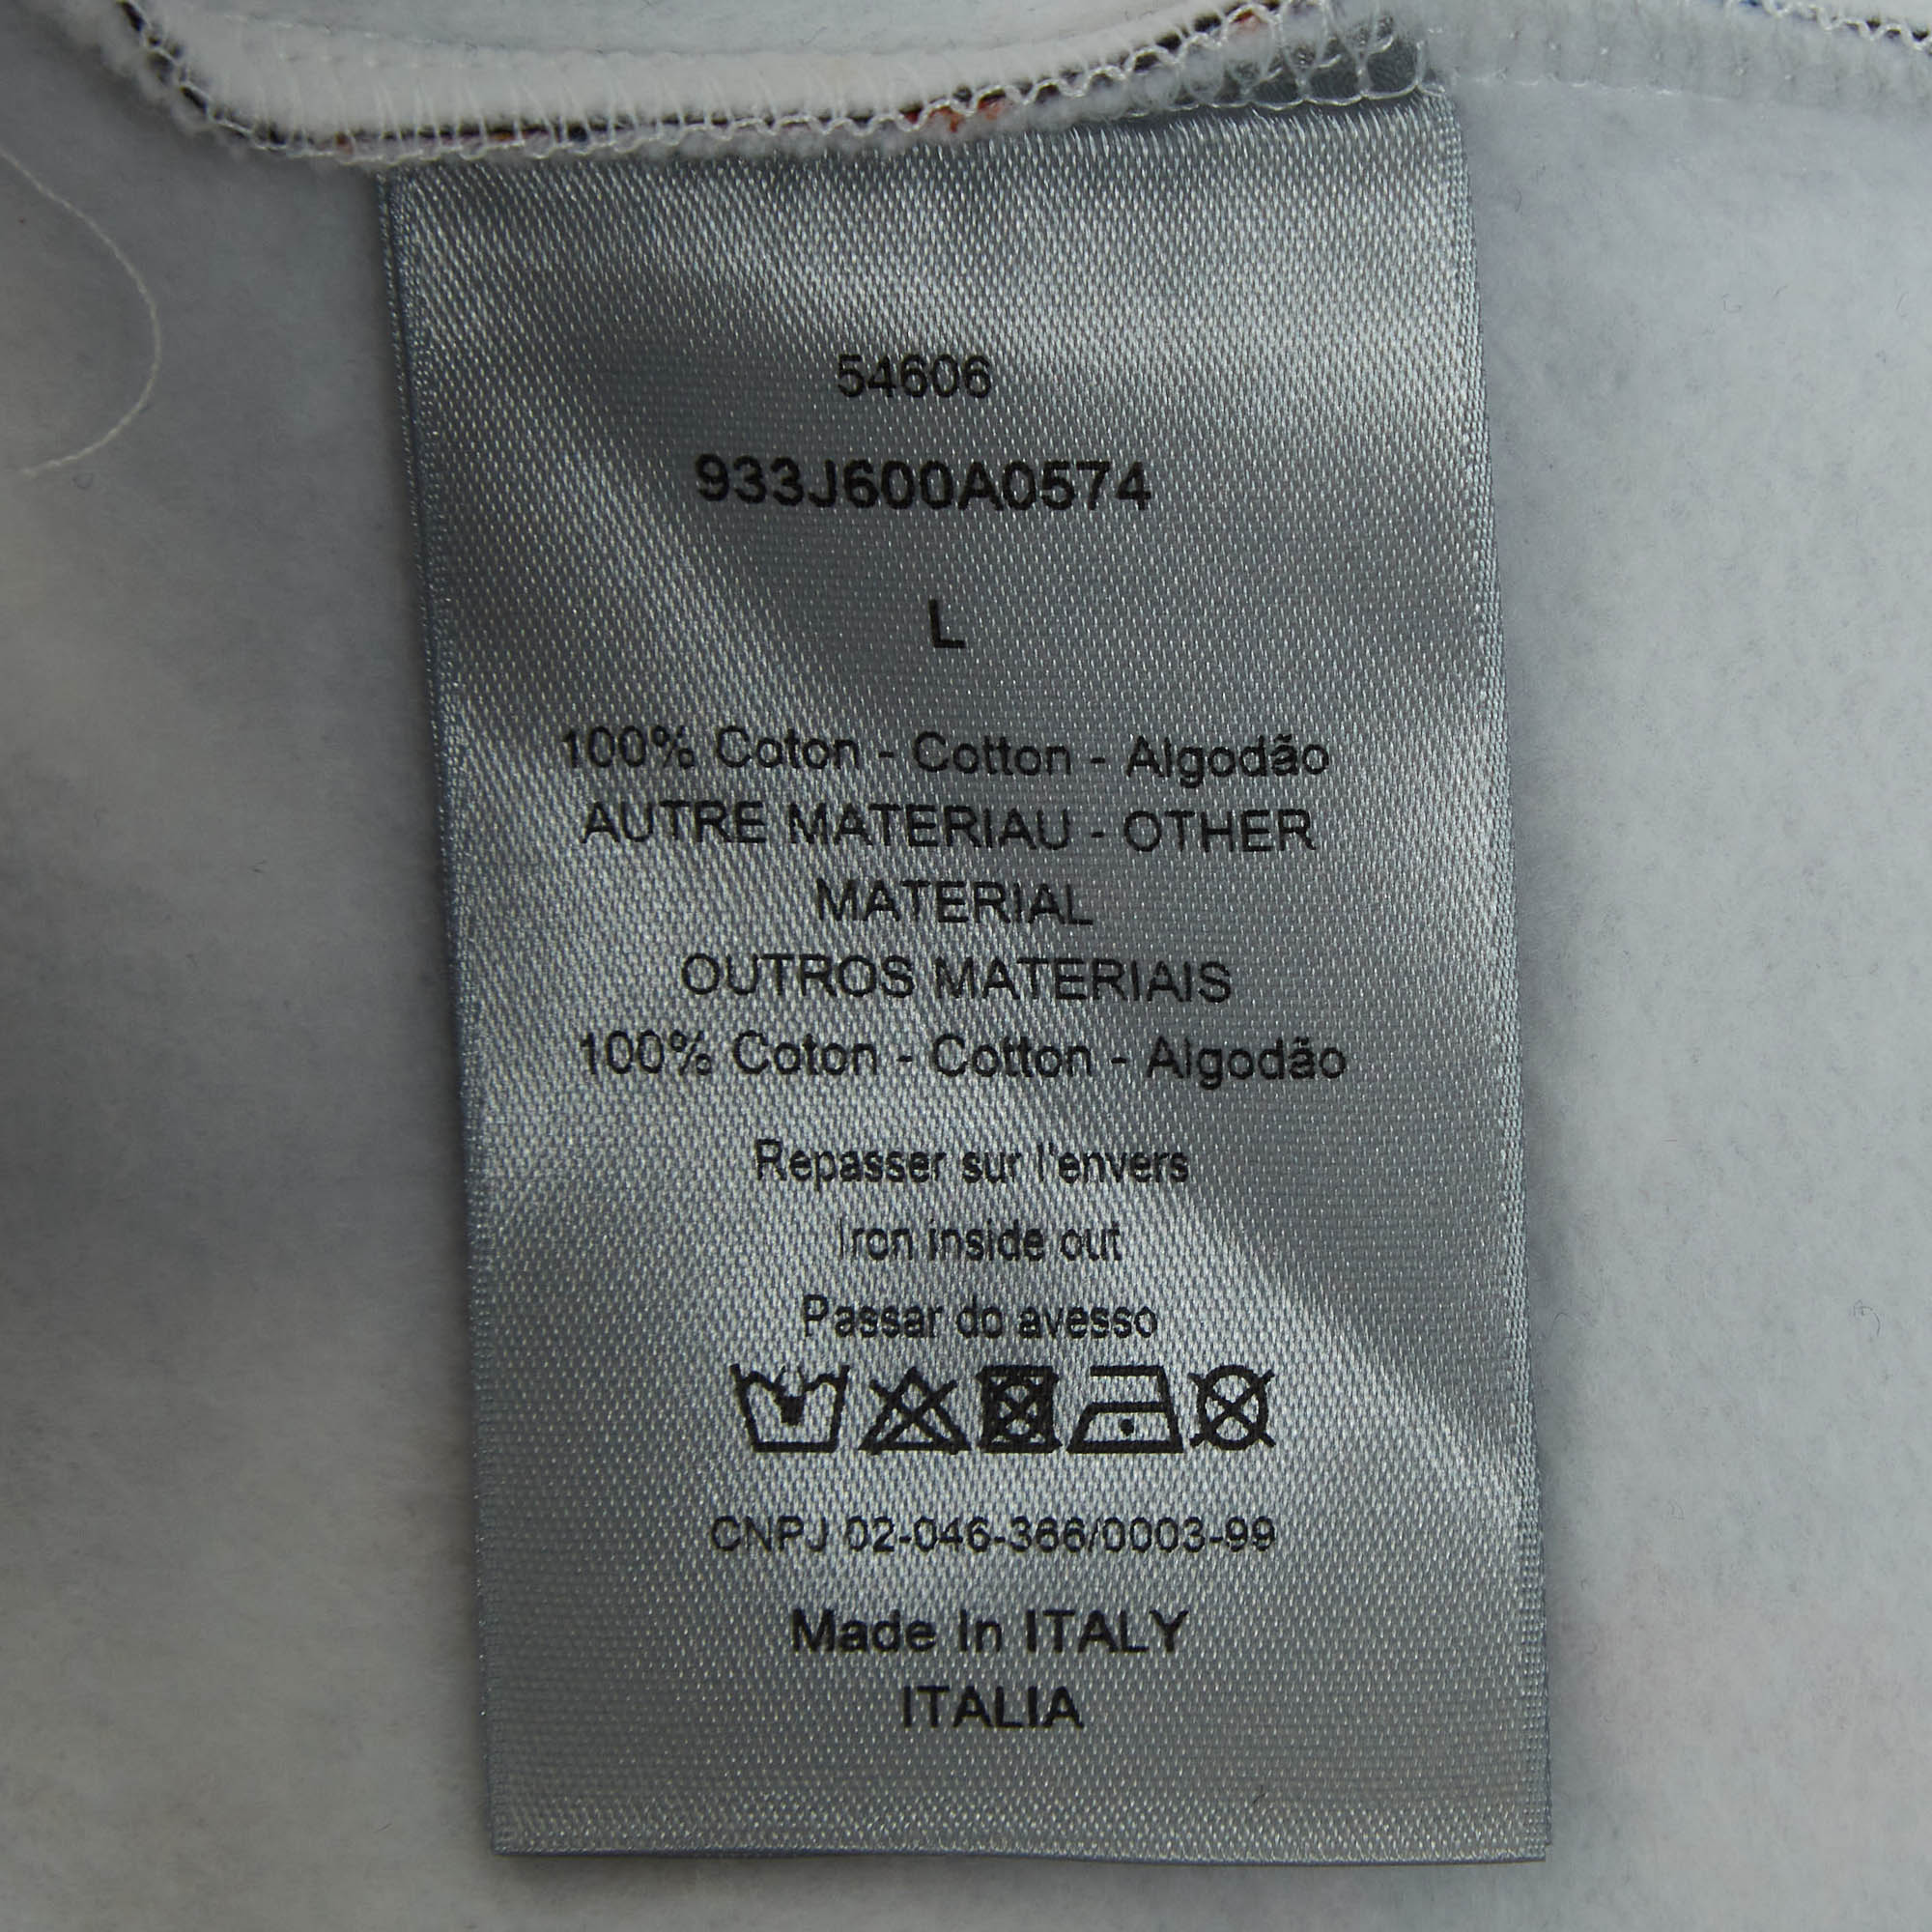 54606
933J600A0574
L
100% Coton - Cotton - Algodão
AUTRE MATERIAU - OTHER
MATERIAL
OUTROS MATERIAIS
100% Coton - Cotton - Algodão
Repasser sur l'envers
Iron inside out
Passar do avesso
CNPJ 02-046-366/0003-99
Made In ITALY
ITALIA